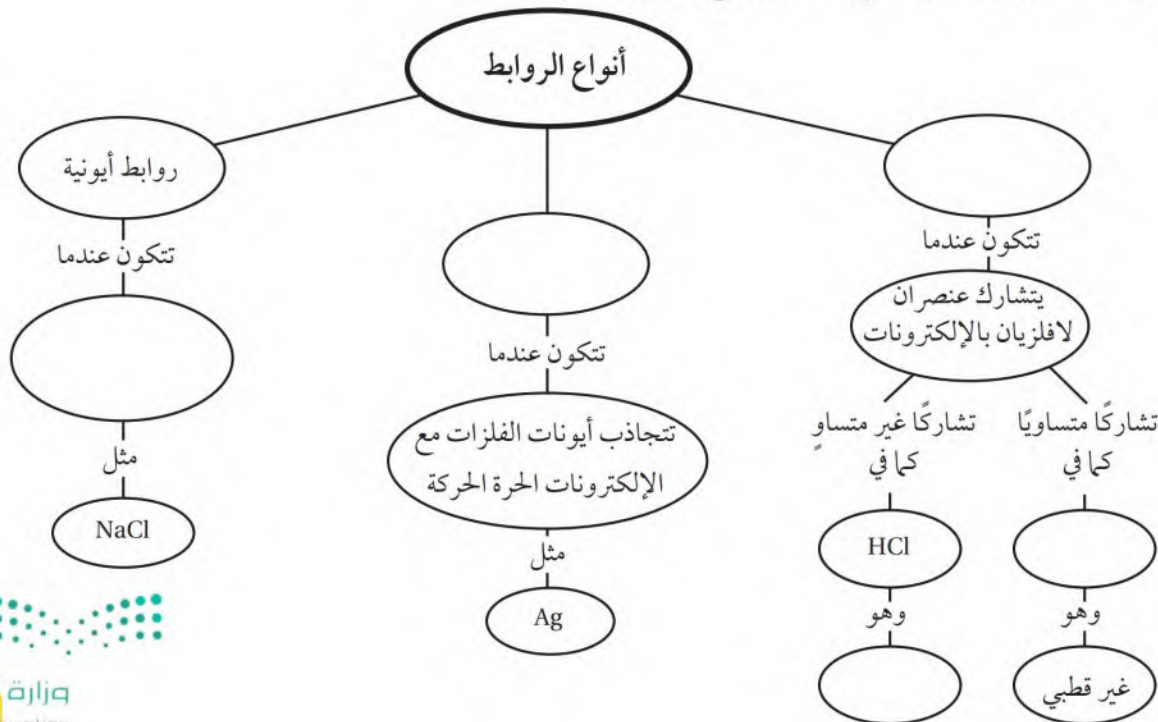 أنواع الروابط
روابط أيونية
تتكون عندما
مثل
NaCl
تتكون عندما
تتجاذب أيونات الفلزات مع
الإلكترونات الحرة الحركة
مثل
Ag
تتكون عندما
يتشارك عنصران
لافلزيان بالإلكترونات
تشاركًا متساويًا
كما في
وهو
غير قطبي
تشاركًا غير متساوٍ
كما في
HCl
وهو
وزارة